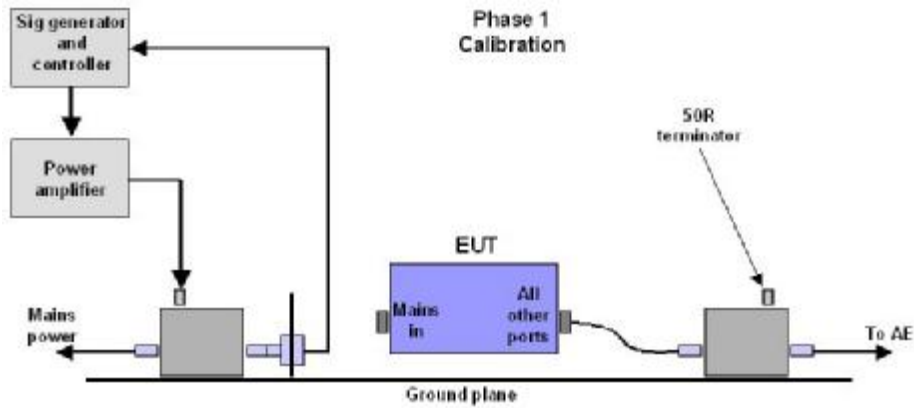 Sig generator
and
controller
Phase 1
Calibration
50R
terminator
Power
amplifier
EUT
Mains
power
Mains
in
All
other
ports
To AE
Ground plane